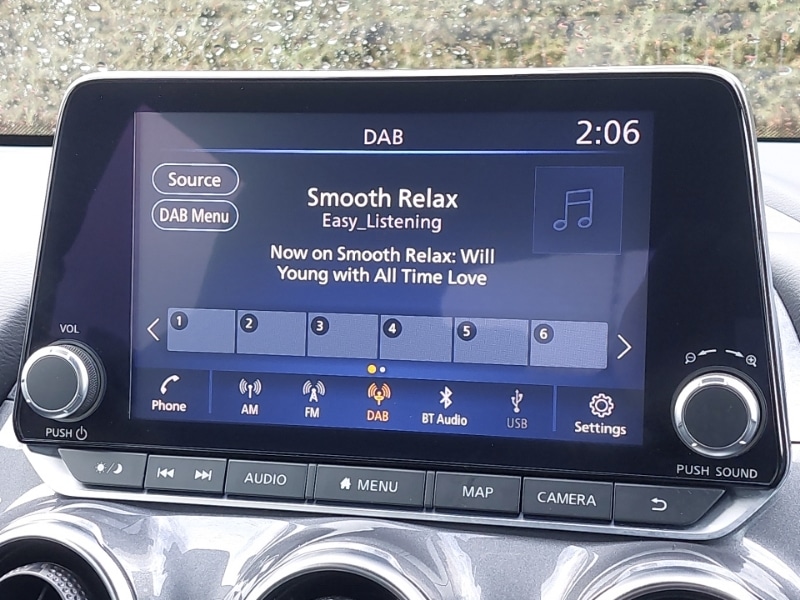 DAB
2:06
Source
DAB Menu
Smooth Relax
Easy_Listening
Now on Smooth Relax: Will
Young with All Time Love
1 2 3 4 5 6
VOL
PUSH
Phone
AM
FM
DAB
BT Audio
USB
Settings
PUSH SOUND
AUDIO
MENU
MAP
CAMERA